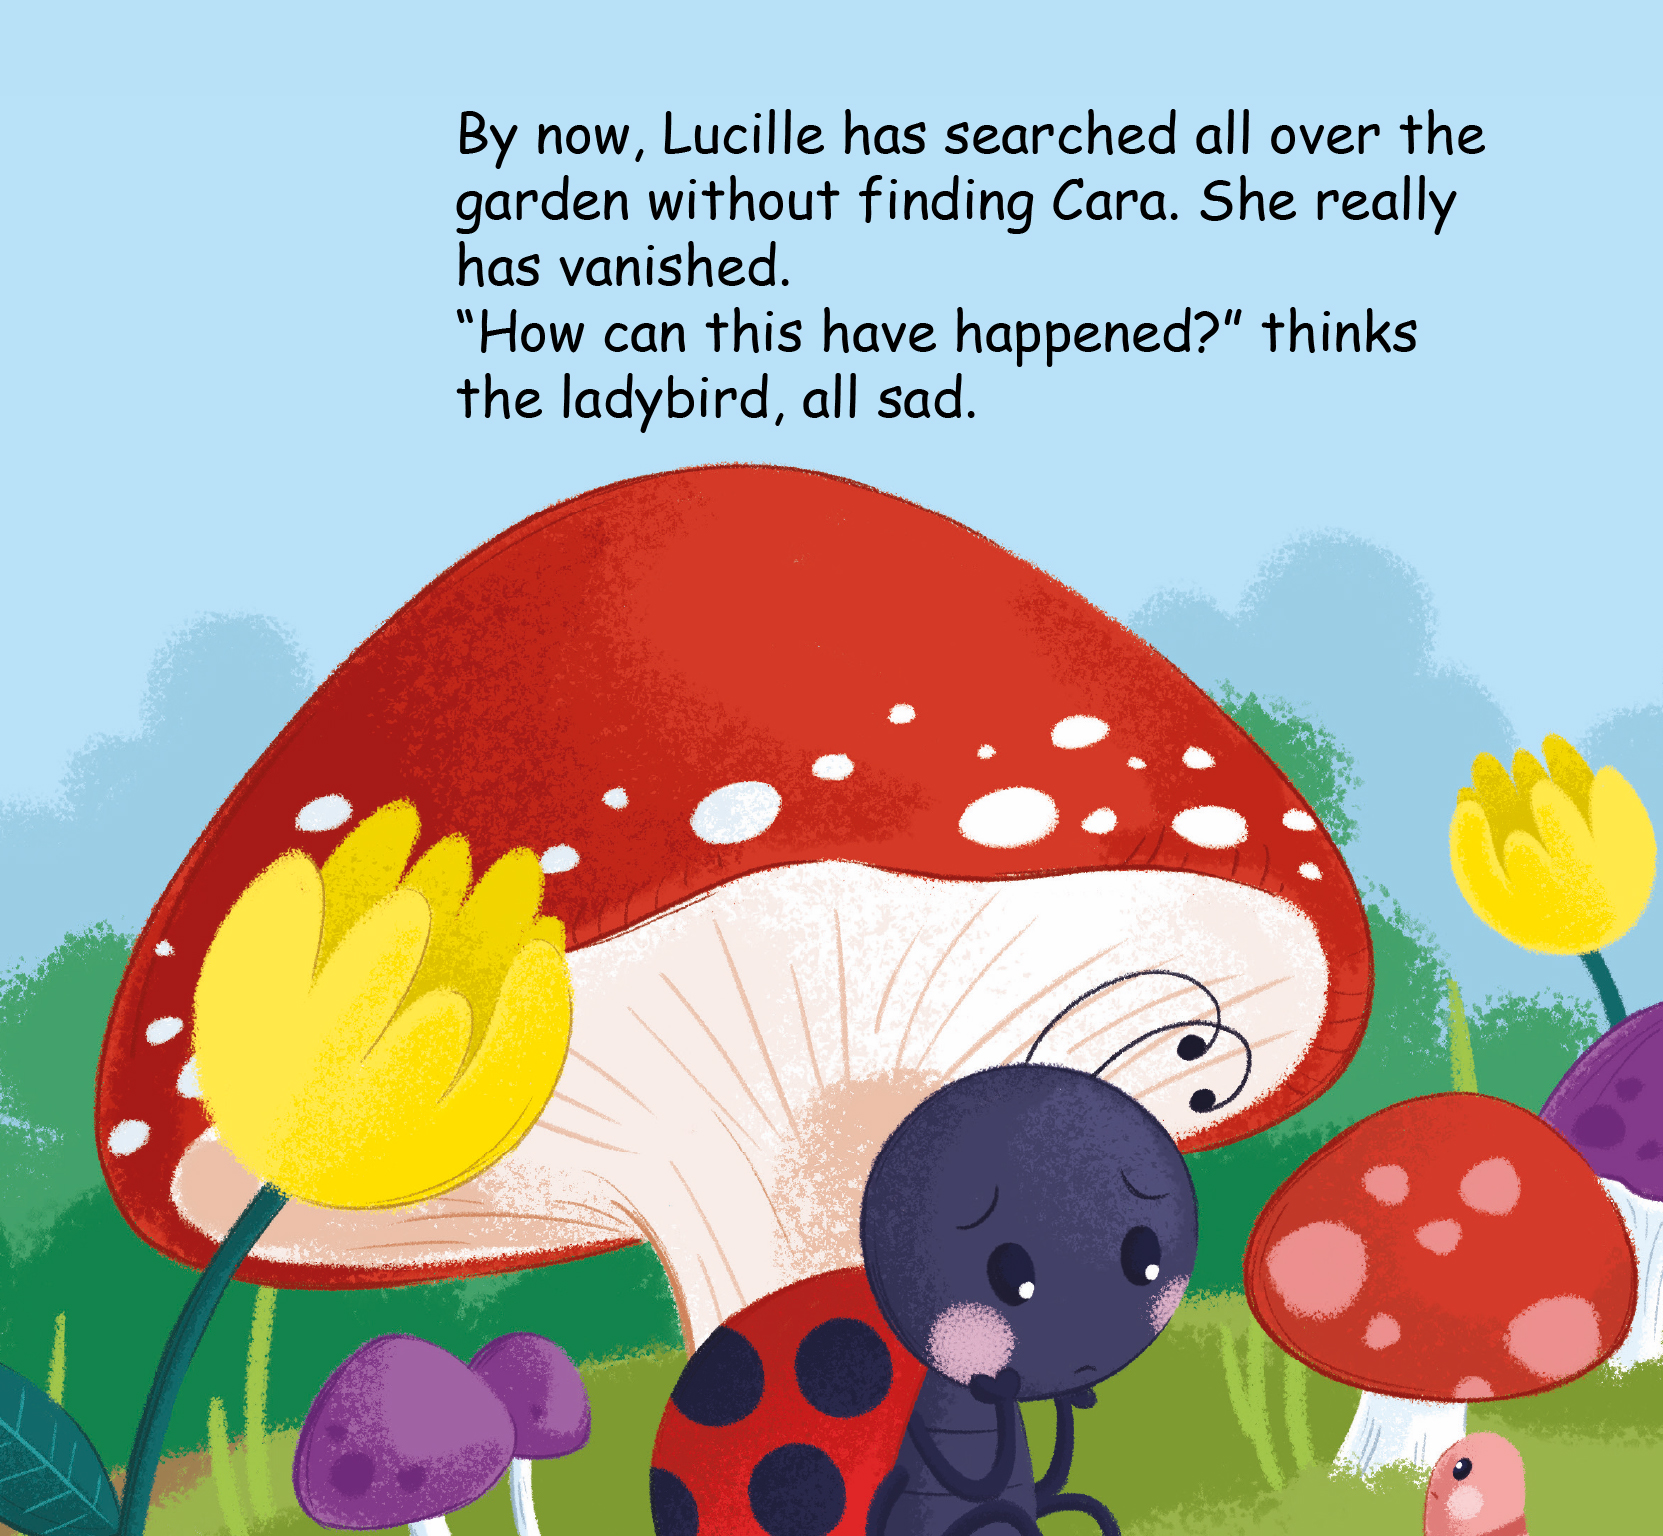 By now, Lucille has searched all over the
garden without finding Cara. She really
has vanished.
“How can this have happened?” thinks
the ladybird, all sad.